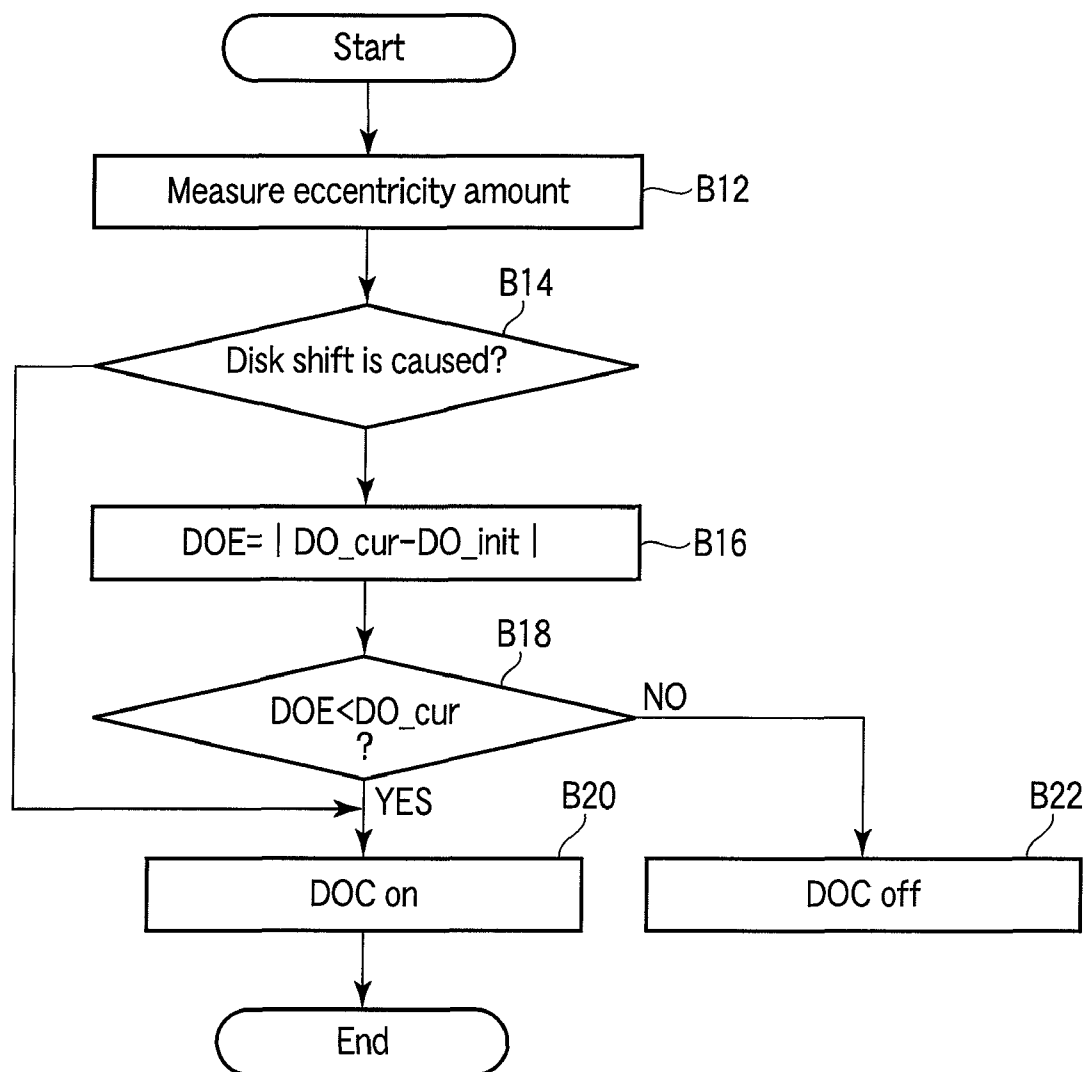 Start
Measure eccentricity amount
B12
B14
Disk shift is caused?
DOE=|DO_cur-DO_init|
B16
B18
DOE<DO_cur
?
NO
YES
B20
B22
DOC on
DOC off
End